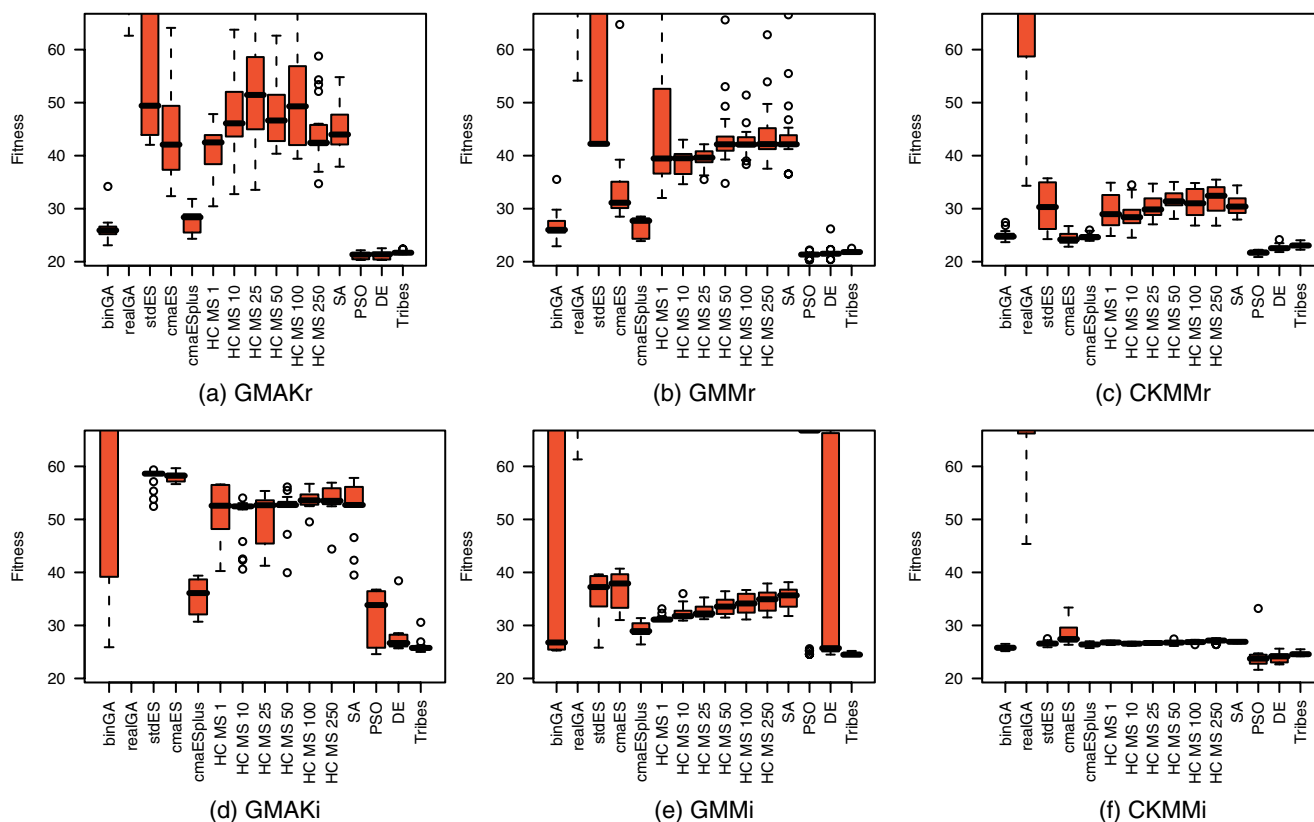 Fitness
60
50
40
30
20
binGA
realGA
stdES
cmaES
cmaESplus
HC MS 1
HC MS 10
HC MS 25
HC MS 50
HC MS 100
HC MS 250
SA
PSO
DE
Tribes
(a) GMAKr
Fitness
60
50
40
30
20
binGA
realGA
stdES
cmaES
cmaESplus
HC MS 1
HC MS 10
HC MS 25
HC MS 50
HC MS 100
HC MS 250
SA
PSO
DE
Tribes
(b) GMMr
Fitness
60
50
40
30
20
binGA
realGA
stdES
cmaES
cmaESplus
HC MS 1
HC MS 10
HC MS 25
HC MS 50
HC MS 100
HC MS 250
SA
PSO
DE
Tribes
(c) CKMMr
Fitness
60
50
40
30
20
binGA
realGA
stdES
cmaES
cmaESplus
HC MS 1
HC MS 10
HC MS 25
HC MS 50
HC MS 100
HC MS 250
SA
PSO
DE
Tribes
(d) GMAKi
Fitness
60
50
40
30
20
binGA
realGA
stdES
cmaES
cmaESplus
HC MS 1
HC MS 10
HC MS 25
HC MS 50
HC MS 100
HC MS 250
SA
PSO
DE
Tribes
(e) GMMi
Fitness
60
50
40
30
20
binGA
realGA
stdES
cmaES
cmaESplus
HC MS 1
HC MS 10
HC MS 25
HC MS 50
HC MS 100
HC MS 250
SA
PSO
DE
Tribes
(f) CKMMi